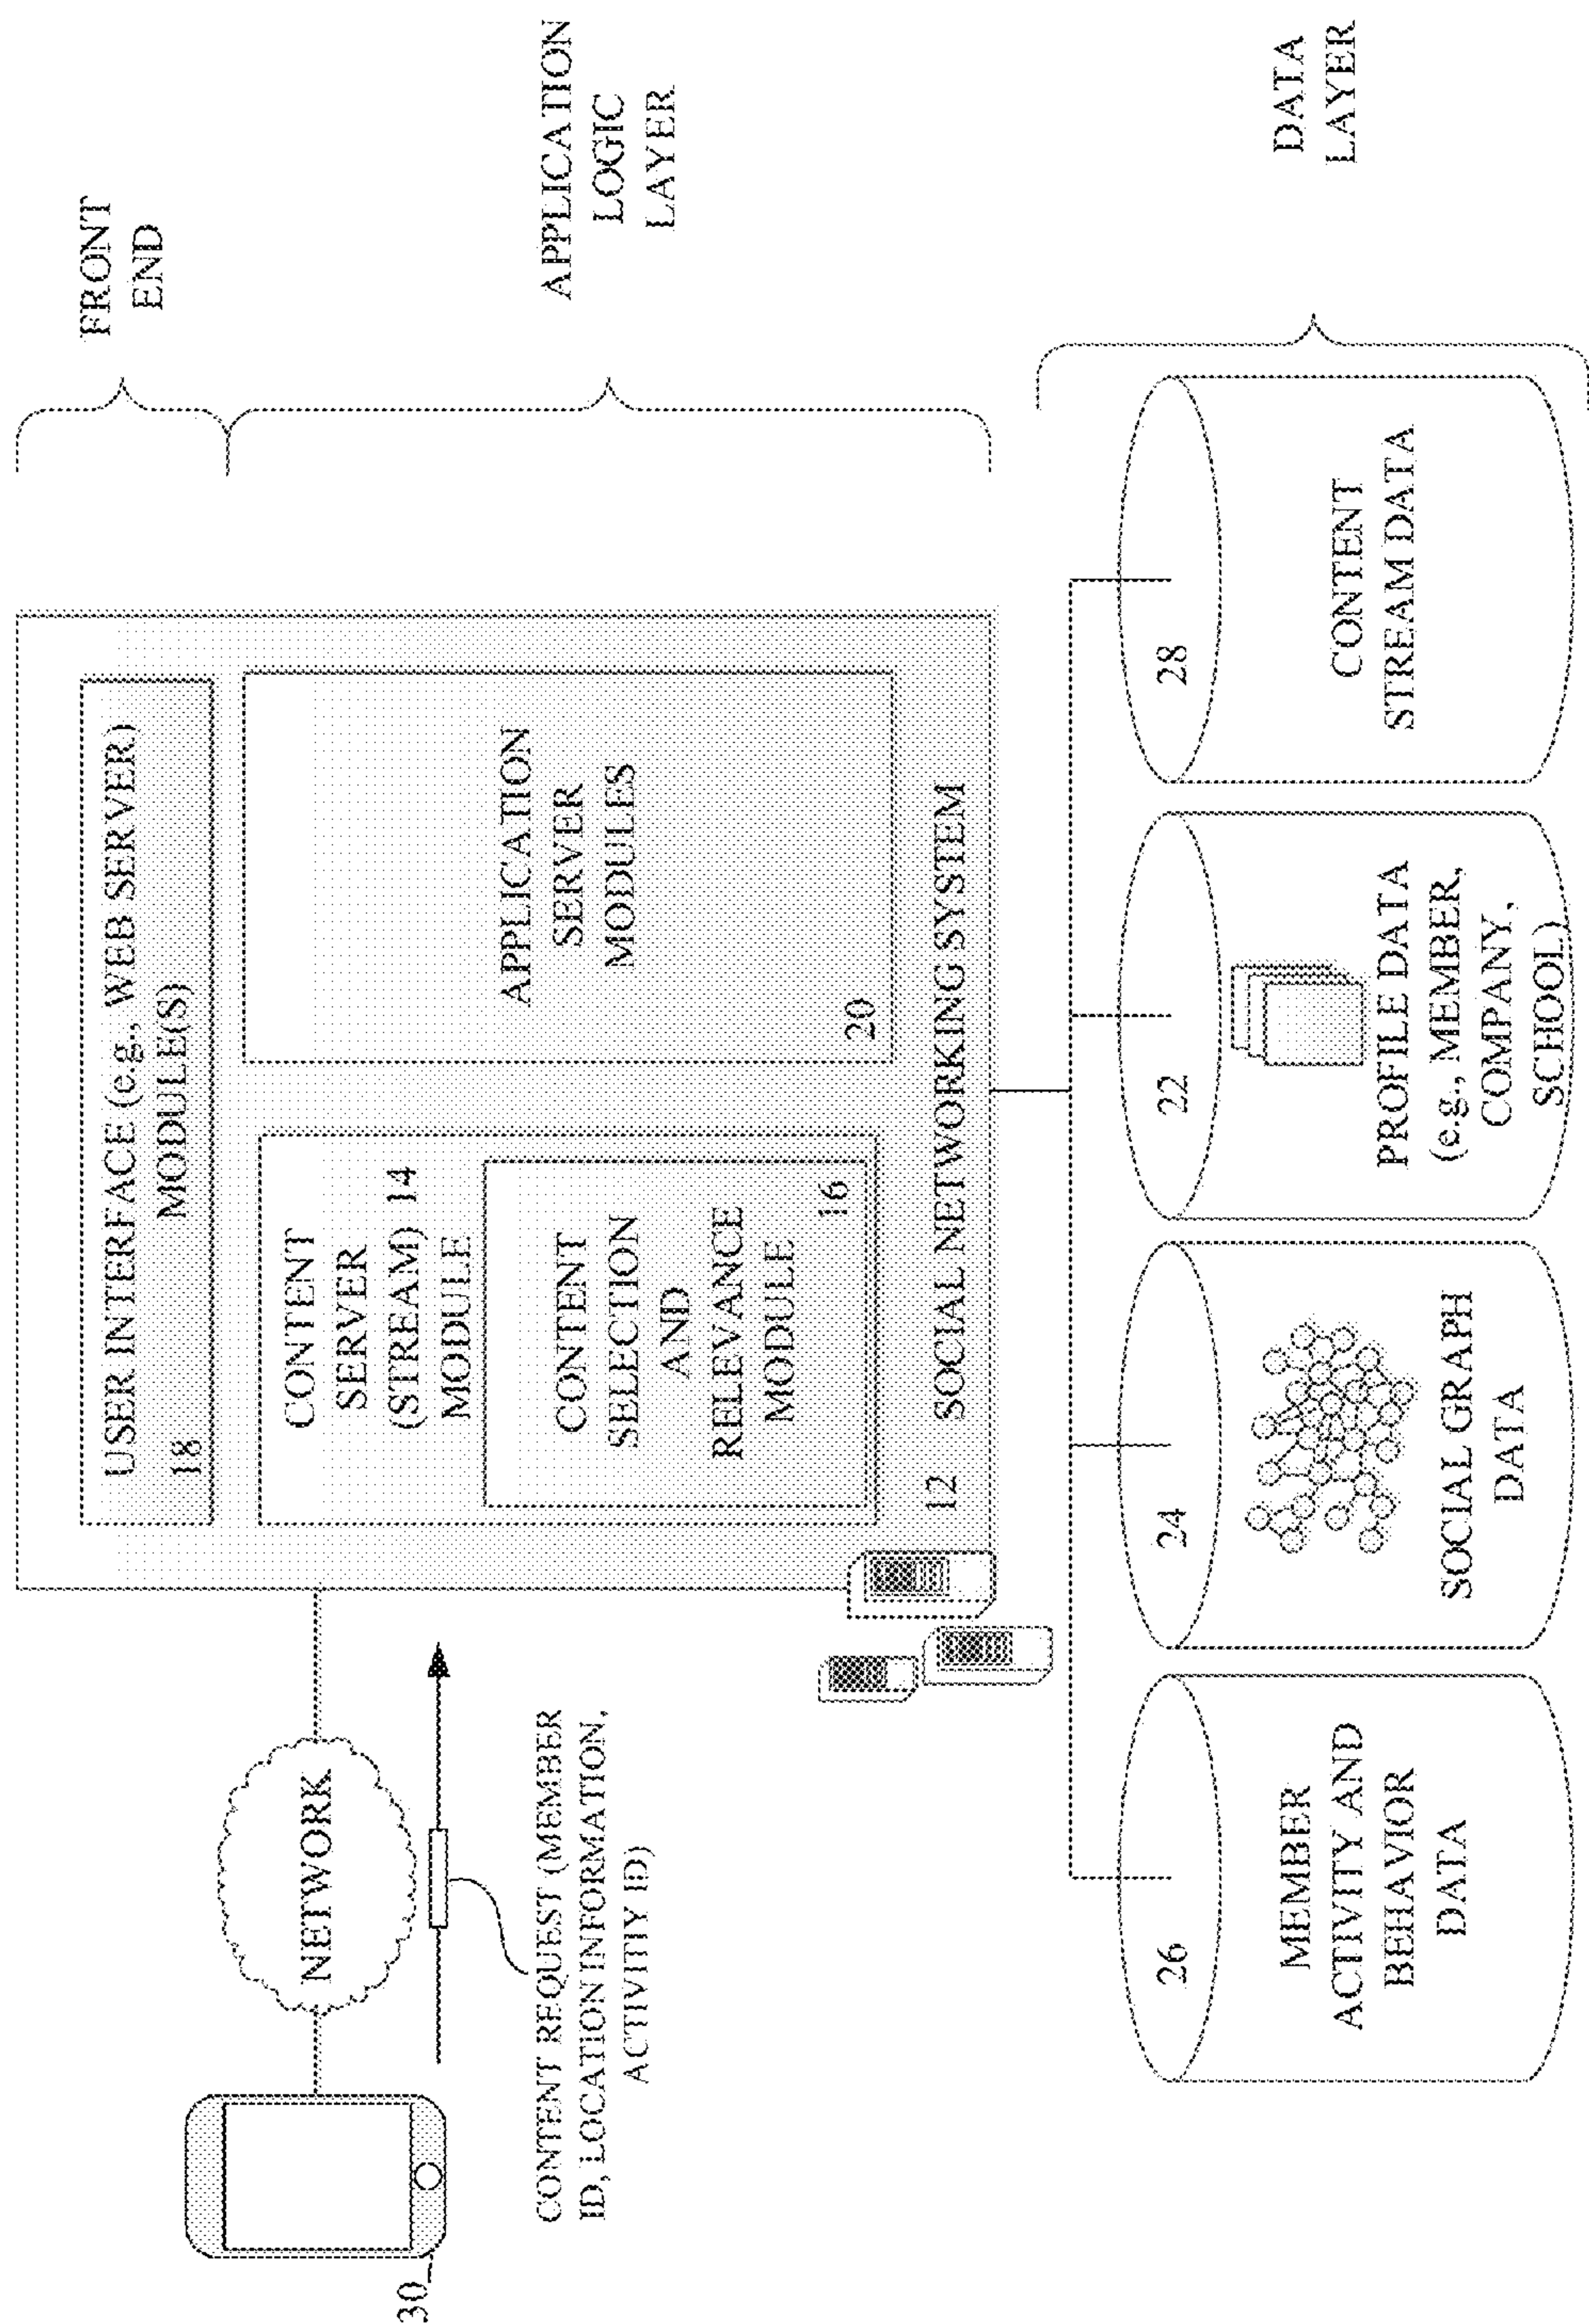 FRONT
END
APPLICATION
LOGIC
LAYER
DATA
LAYER
USER INTERFACE (e.g., WEB SERVER)
MODULE(S)
18
CONTENT
SERVER
(STREAM) 14
MODULE
CONTENT
SELECTION
AND
RELEVANCE
MODULE
16
APPLICATION
SERVER
MODULES
20
12 SOCIAL NETWORKING SYSTEM
NETWORK
30
CONTENT REQUEST (MEMBER
ID, LOCATION INFORMATION,
ACTIVITIY ID)
26
MEMBER
ACTIVITY AND
BEHAVIOR
DATA
24
SOCIAL GRAPH
DATA
22
PROFILE DATA
(e.g., MEMBER,
COMPANY,
SCHOOL)
28
CONTENT
STREAM DATA